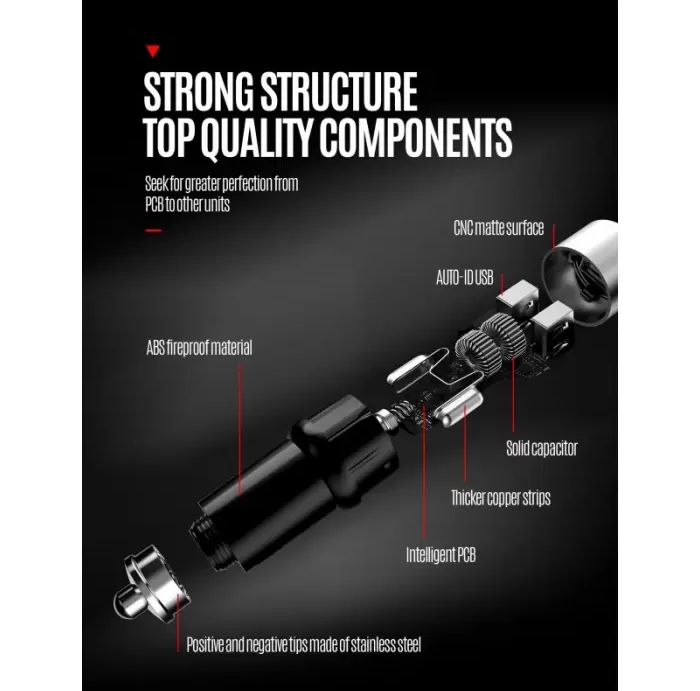 STRONG STRUCTURE
TOP QUALITY COMPONENTS
Seek for greater perfection from
PCB to other units
CNC matte surface
AUTO-ID USB
ABS fireproof material
Solid capacitor
Thicker copper strips
Intelligent PCB
Positive and negative tips made of stainless steel